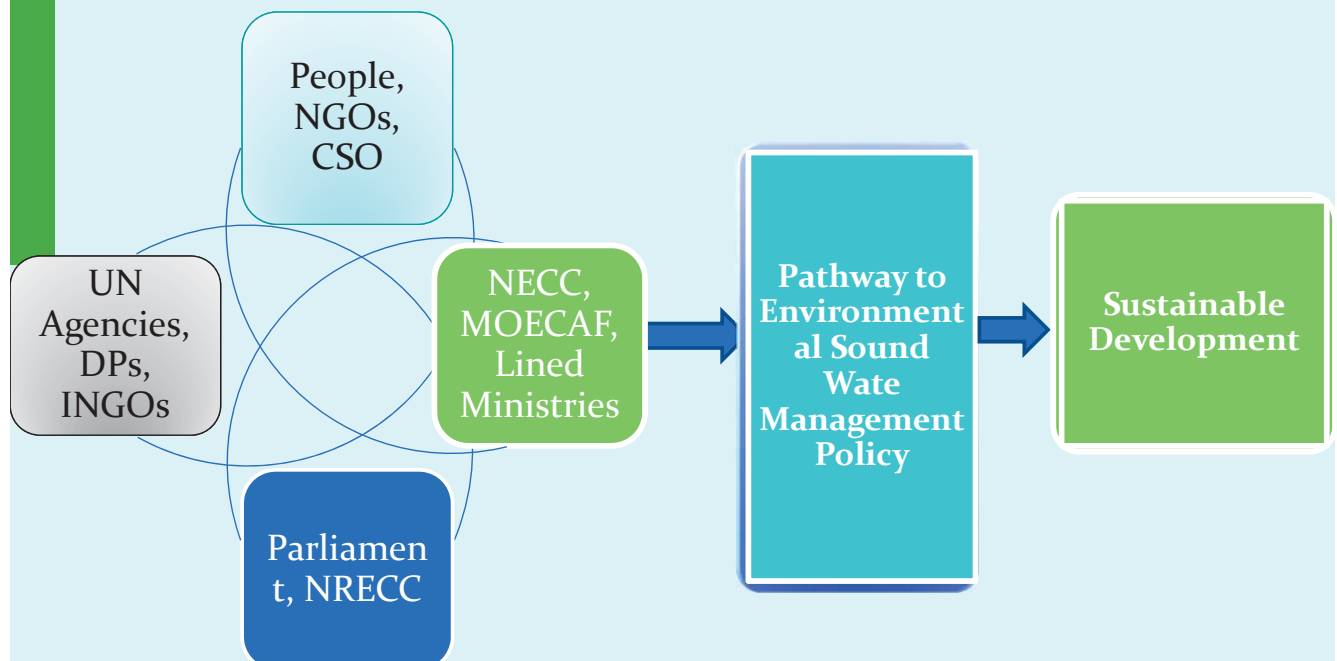 People,
NGOs,
CSO
UN
Agencies,
DPs,
INGOs
NECC,
MOECAF,
Lined
Ministries
Parliamen
t, NRECC
Pathway to
Environment
al Sound
Wate
Management
Policy
Sustainable
Development